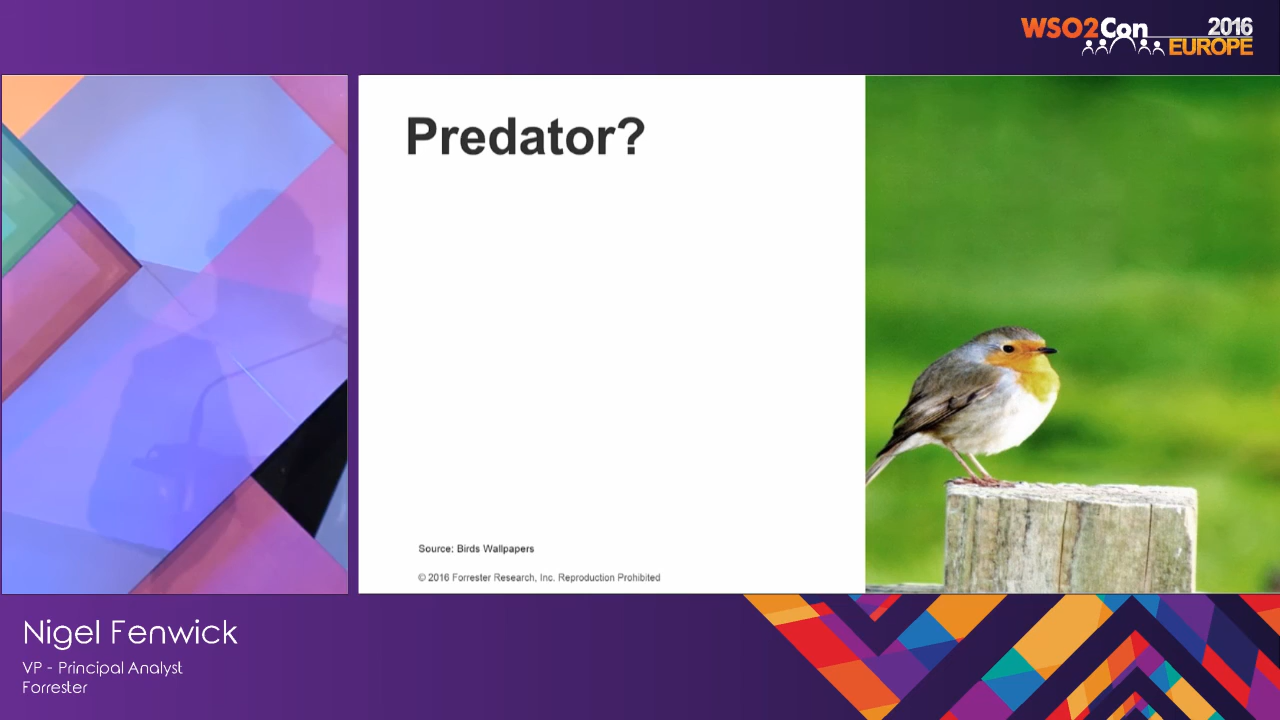 WSO2Con 2016
EUROPE
Predator?
Source: Birds Wallpapers
© 2016 Forrester Research, Inc. Reproduction Prohibited
Nigel Fenwick
VP - Principal Analyst
Forrester